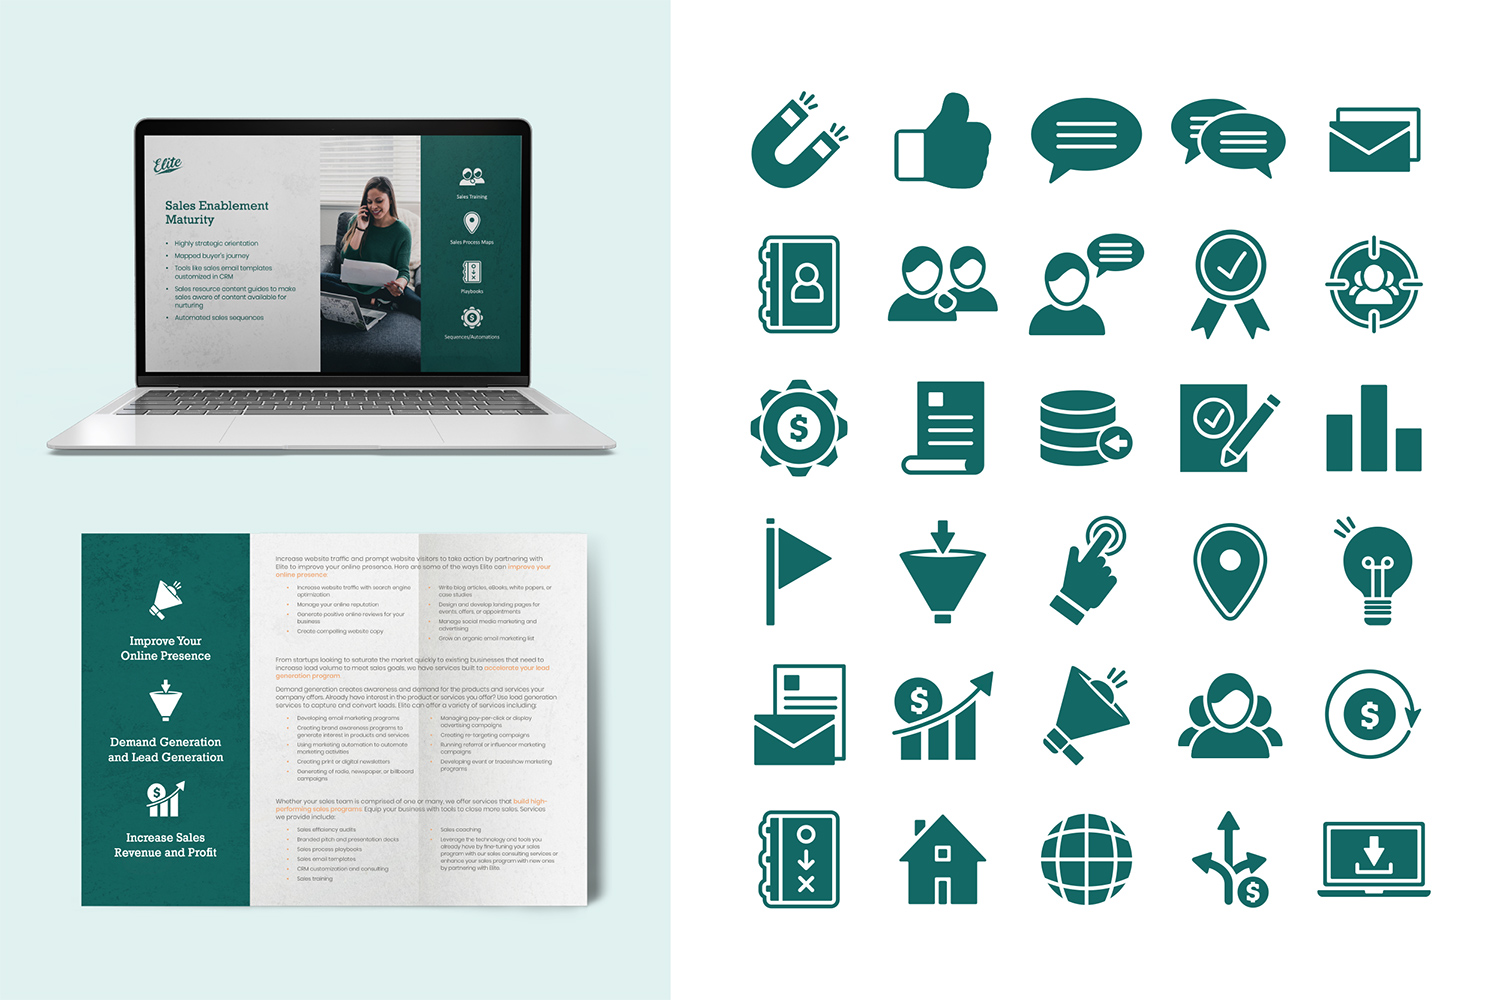 Elite
Sales Enablement
Maturity
• Highly strategic orientation
• Mapped buyer's journey
• Tools like sales email templates
customized in CRM
• Sales resource content guides to make
sales aware of content available for
nurturing
• Automated sales sequences
Sales Training
Sales Process Maps
Playbooks
Sequences/Automations
Improve Your
Online Presence
Demand Generation
and Lead Generation
Increase Sales
Revenue and Profit
Increase website traffic and prompt website visitors to take action by partnering with
Elite to improve your online presence. Here are some of the ways Elite can improve your
online presence:
• Increase website traffic with search engine
optimization
• Manage your online reputation
• Generate positive online reviews for your
business
• Create compelling website copy
• Write blog articles, eBooks, white papers, or
case studies
• Design and develop landing pages for
events, offers, or appointments
• Manage social media marketing and
advertising
• Grow an organic email marketing list
From startups looking to saturate the market quickly to existing businesses that need to
increase lead volume to meet sales goals, we have services built to accelerate your lead
generation program.
Demand generation creates awareness and demand for the products and services your
company offers. Already have interest in the product or services you offer? Use lead generation
services to capture and convert leads. Elite can offer a variety of services including:
• Developing email marketing programs
• Creating brand awareness programs to
generate interest in products and services
• Using marketing automation to automate
marketing activities
• Creating print or digital newsletters
• Generating of radio, newspaper, or billboard
campaigns
• Managing pay-per-click or display
advertising campaigns
• Creating re-targeting campaigns
• Running referral or influencer marketing
campaigns
• Developing event or tradeshow marketing
programs
Whether your sales team is comprised of one or many, we offer services that build high-
performing sales programs. Equip your business with tools to close more sales. Services
we provide include:
• Sales efficiency audits
• Branded pitch and presentation decks
• Sales process playbooks
• Sales email templates
• CRM customization and consulting
• Sales training
• Sales coaching
• Leverage the technology and tools you
already have by fine-tuning your sales
program with our sales consulting services or
enhance your sales program with new ones
by partnering with Elite.
$
$
$
$